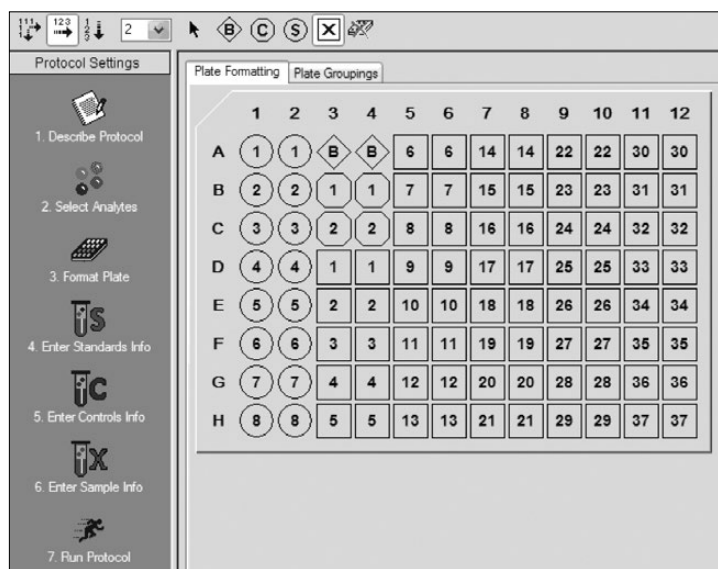 111 123 1 2 3 2 B C S X
Protocol Settings
Plate Formatting Plate Groupings
1. Describe Protocol
2. Select Analytes
3. Format Plate
S
4. Enter Standards Info
C
5. Enter Controls Info
X
6. Enter Sample Info
7. Run Protocol
1 2 3 4 5 6 7 8 9 10 11 12
A 1 1 B B 6 6 14 14 22 22 30 30
B 2 2 1 1 7 7 15 15 23 23 31 31
C 3 3 2 2 8 8 16 16 24 24 32 32
D 4 4 1 1 9 9 17 17 25 25 33 33
E 5 5 2 2 10 10 18 18 26 26 34 34
F 6 6 3 3 11 11 19 19 27 27 35 35
G 7 7 4 4 12 12 20 20 28 28 36 36
H 8 8 5 5 13 13 21 21 29 29 37 37